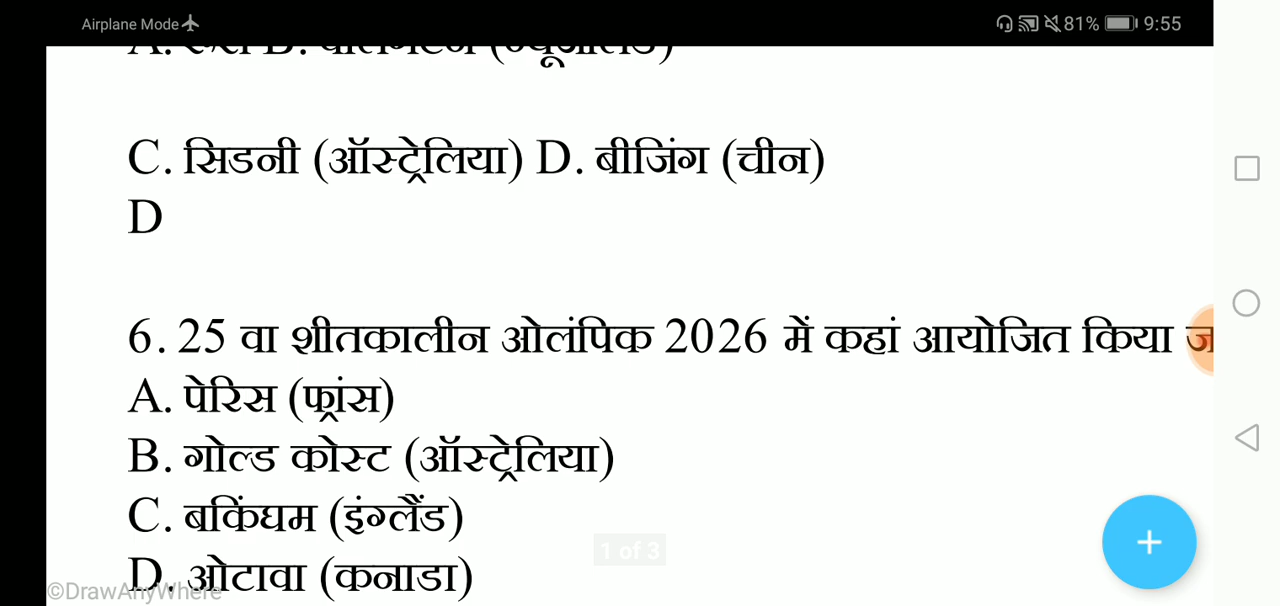 Airplane Mode
81% 9:55
C. सिडनी (ऑस्ट्रेलिया) D. बीजिंग (चीन)
D
6. 25 वा शीतकालीन ओलंपिक 2026 में कहां आयोजित किया
A. पेरिस (फ्रांस)
B. गोल्ड कोस्ट (ऑस्ट्रेलिया)
C. बकिंघम (इंग्लैंड)
1 of 3
D. ओटावा (कनाडा)
©DrawAnyWhere